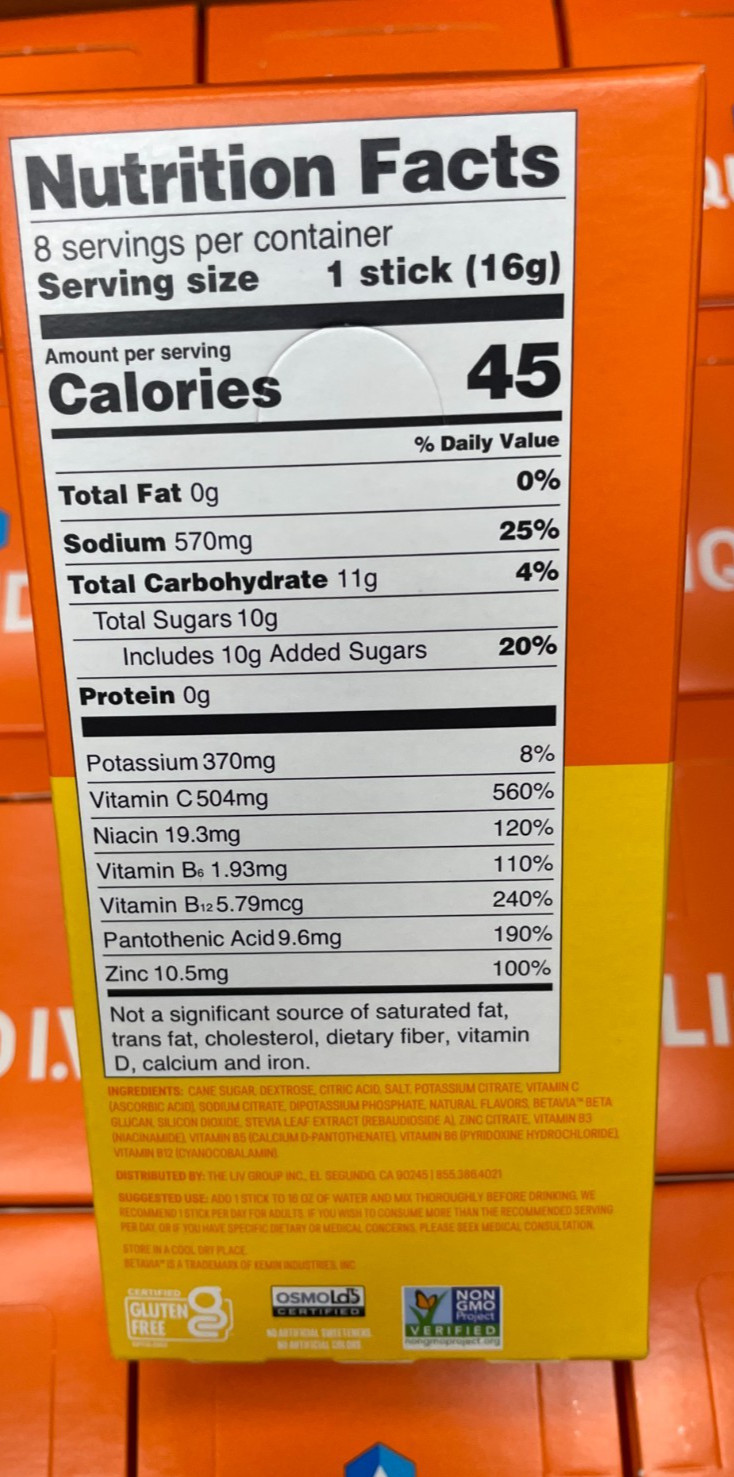 Nutrition Facts
8 servings per container
Serving size 1 stick (16g)
Amount per serving
Calories 45
% Daily Value
Total Fat 0g 0%
Sodium 570mg 25%
Total Carbohydrate 11g 4%
Total Sugars 10g
Includes 10g Added Sugars 20%
Protein 0g
Potassium 370mg 8%
Vitamin C 504mg 560%
Niacin 19.3mg 120%
Vitamin B6 1.93mg 110%
Vitamin B12 5.79mcg 240%
Pantothenic Acid 9.6mg 190%
Zinc 10.5mg 100%
Not a significant source of saturated fat,
trans fat, cholesterol, dietary fiber, vitamin
D, calcium and iron.
INGREDIENTS: CANE SUGAR, DEXTROSE, CITRIC ACID, SALT, POTASSIUM CITRATE, VITAMIN C
(ASCORBIC ACID), SODIUM CITRATE, DIPOTASSIUM PHOSPHATE, NATURAL FLAVORS, BETAVIA™ BETA
GLUCAN, SILICON DIOXIDE, STEVIA LEAF EXTRACT (REBAUDIOSIDE A), ZINC CITRATE, VITAMIN B3
(NIACINAMIDE), VITAMIN B5 (CALCIUM D-PANTOTHENATE), VITAMIN B6 (PYRIDOXINE HYDROCHLORIDE),
VITAMIN B12 (CYANOCOBALAMIN).
DISTRIBUTED BY: THE LIV GROUP INC., EL SEGUNDO, CA 90245 | 855.386.4021
SUGGESTED USE: ADD 1 STICK TO 16 OZ OF WATER AND MIX THOROUGHLY BEFORE DRINKING. WE
RECOMMEND 1 STICK PER DAY FOR ADULTS. IF YOU WISH TO CONSUME MORE THAN THE RECOMMENDED SERVING
PER DAY, OR IF YOU HAVE SPECIFIC DIETARY OR MEDICAL CONCERNS, PLEASE SEEK MEDICAL CONSULTATION.
STORE IN A COOL DRY PLACE.
BETAVIA™ IS A TRADEMARK OF KEMIN INDUSTRIES, INC.
CERTIFIED
GLUTEN
FREE
OSMOLabs
CERTIFIED
NO ARTIFICIAL SWEETENERS
NO ARTIFICIAL COLORS
NON
GMO
Project
VERIFIED
nongmoproject.org